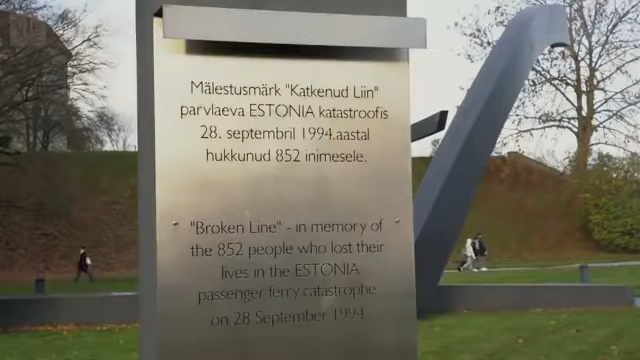 Mälestusmärk "Katkenud Liin"
parvlaeva ESTONIA katastroofis
28. septembril 1994.aastal
hukkunud 852 inimesele.
"Broken Line" - in memory of
the 852 people who lost their
lives in the ESTONIA
passenger ferry catastrophe
on 28 September 1994